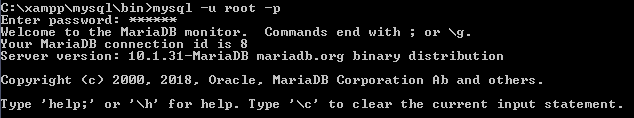 C:\xampp\mysql\bin>mysql -u root -p
Enter password: ******
Welcome to the MariaDB monitor.  Commands end with ; or \g.
Your MariaDB connection id is 8
Server version: 10.1.31-MariaDB mariadb.org binary distribution
Copyright (c) 2000, 2018, Oracle, MariaDB Corporation Ab and others.
Type 'help;' or '\h' for help. Type '\c' to clear the current input statement.